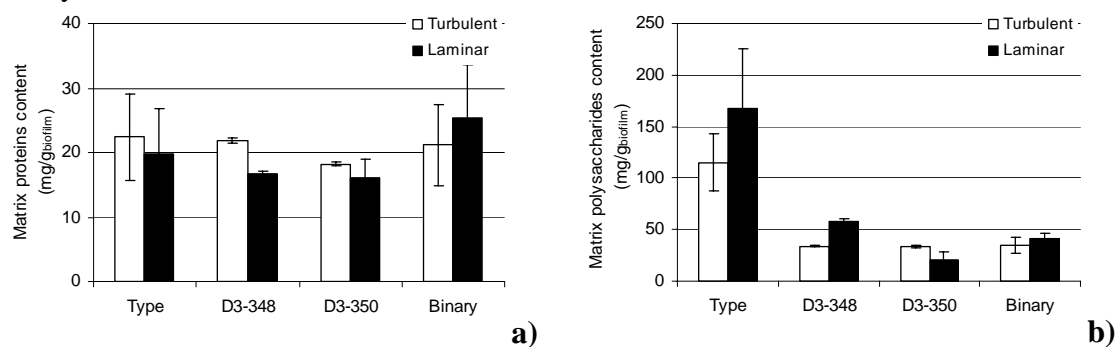 40
30
20
10
0
Matrix proteins content
(mg/gbiofilm)
Turbulent
Laminar
Type D3-348 D3-350 Binary
a)
250
200
150
100
50
0
Matrix polysaccharides content
(mg/gbiofilm)
Turbulent
Laminar
Type D3-348 D3-350 Binary
b)